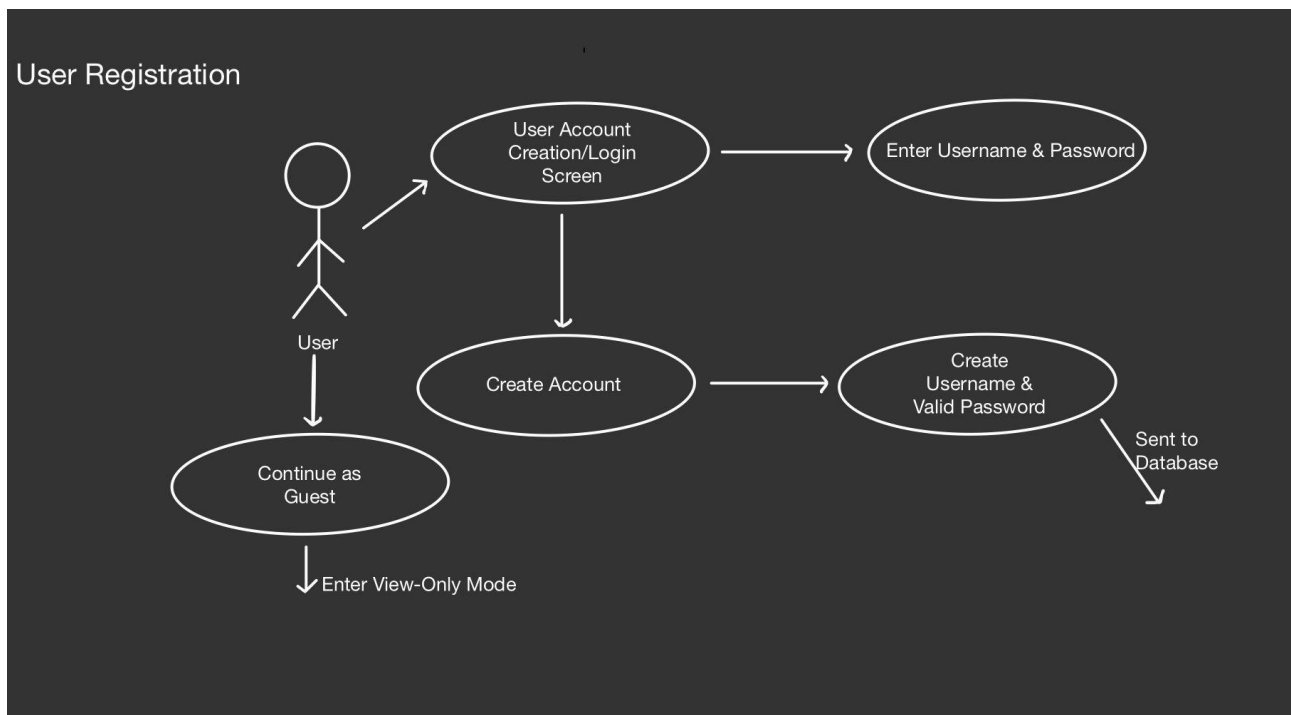 User Registration
User Account
Creation/Login
Screen
Enter Username & Password
User
Create Account
Create
Username &
Valid Password
Sent to
Database
Continue as
Guest
Enter View-Only Mode